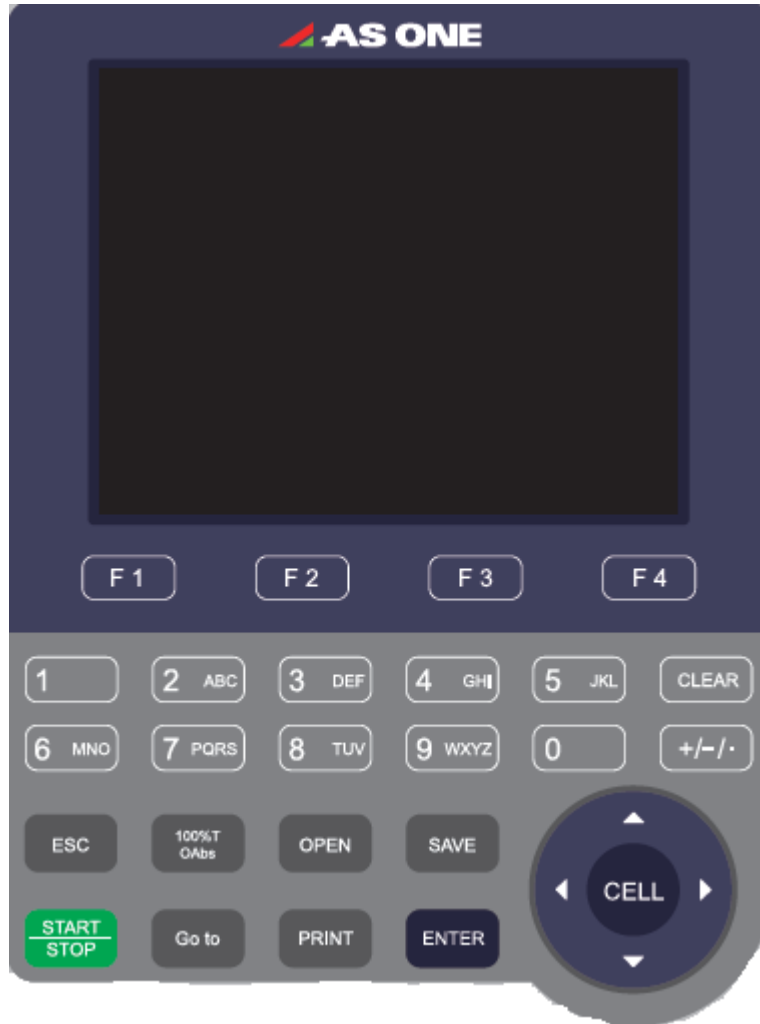 AS ONE
F 1 F 2 F 3 F 4
1 2 ABC 3 DEF 4 GHI 5 JKL CLEAR
6 MNO 7 PQRS 8 TUV 9 WXYZ 0 +/-/·
ESC 100%T OPEN SAVE
OAbs
CELL
START Go to PRINT ENTER
STOP